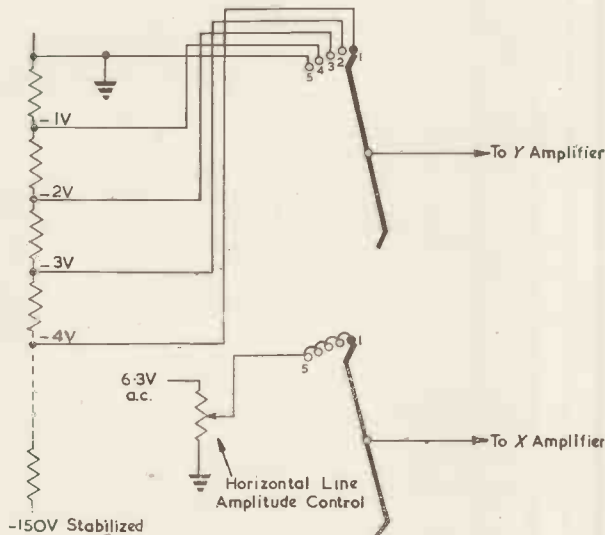 1
2
3
4
5
-1V
-2V
-3V
-4V
To Y Amplifier
6·3V
a.c.
5
1
To X Amplifier
Horizontal Line
Amplitude Control
-150V Stabilized